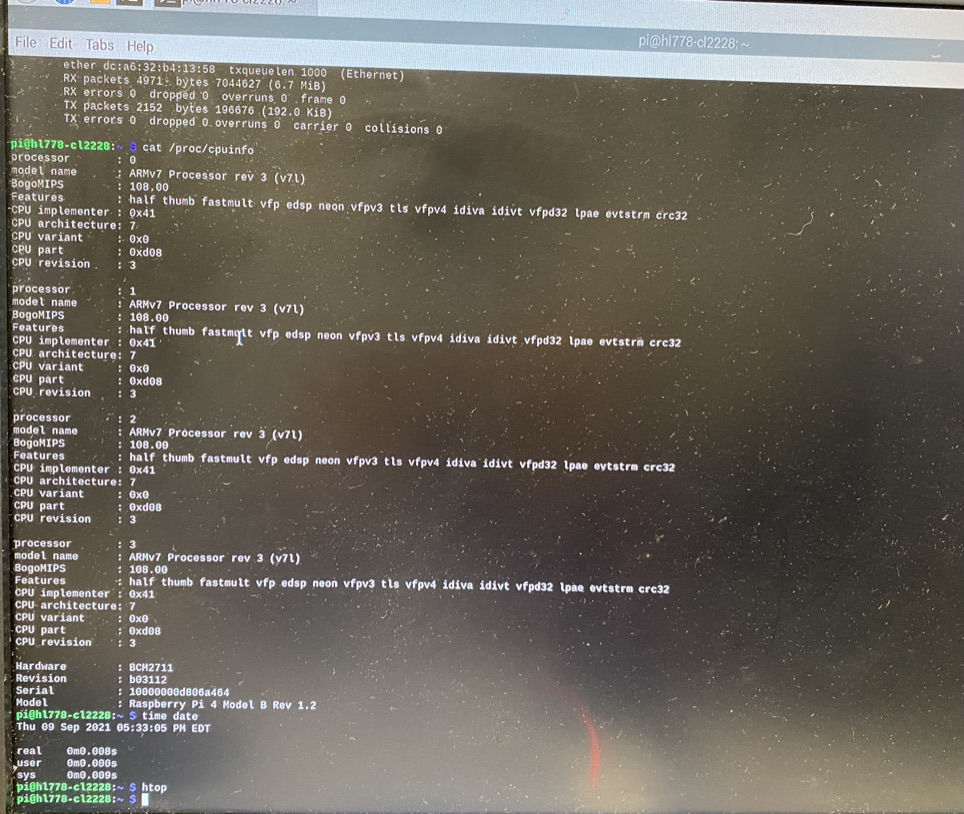 File Edit Tabs Help
pi@hl778-cl2228: ~
ether dc:a6:32:b4:13:58 txqueuelen 1000 (Ethernet)
RX packets 4971 bytes 7044627 (6.7 MiB)
RX errors 0 dropped 0 overruns 0 frame 0
TX packets 2152 bytes 196676 (192.0 KiB)
TX errors 0 dropped 0 overruns 0 carrier 0 collisions 0
pi@hl778-cl2228:~ $ cat /proc/cpuinfo
processor : 0
model name : ARMv7 Processor rev 3 (v7l)
BogoMIPS : 108.00
Features : half thumb fastmult vfp edsp neon vfpv3 tls vfpv4 idiva idivt vfpd32 lpae evtstrm crc32
CPU implementer : 0x41
CPU architecture: 7
CPU variant : 0x0
CPU part : 0xd08
CPU revision : 3
processor : 1
model name : ARMv7 Processor rev 3 (v7l)
BogoMIPS : 108.00
Features : half thumb fastmult vfp edsp neon vfpv3 tls vfpv4 idiva idivt vfpd32 lpae evtstrm crc32
CPU implementer : 0x41
CPU architecture: 7
CPU variant : 0x0
CPU part : 0xd08
CPU revision : 3
processor : 2
model name : ARMv7 Processor rev 3 (v7l)
BogoMIPS : 108.00
Features : half thumb fastmult vfp edsp neon vfpv3 tls vfpv4 idiva idivt vfpd32 lpae evtstrm crc32
CPU implementer : 0x41
CPU architecture: 7
CPU variant : 0x0
CPU part : 0xd08
CPU revision : 3
processor : 3
model name : ARMv7 Processor rev 3 (v7l)
BogoMIPS : 108.00
Features : half thumb fastmult vfp edsp neon vfpv3 tls vfpv4 idiva idivt vfpd32 lpae evtstrm crc32
CPU implementer : 0x41
CPU architecture: 7
CPU variant : 0x0
CPU part : 0xd08
CPU revision : 3
Hardware : BCM2711
Revision : b03112
Serial : 10000000d806a464
Model : Raspberry Pi 4 Model B Rev 1.2
pi@hl778-cl2228:~ $ time date
Thu 09 Sep 2021 05:33:05 PM EDT
real 0m0.008s
user 0m0.000s
sys 0m0.009s
pi@hl778-cl2228:~ $ htop
pi@hl778-cl2228:~ $